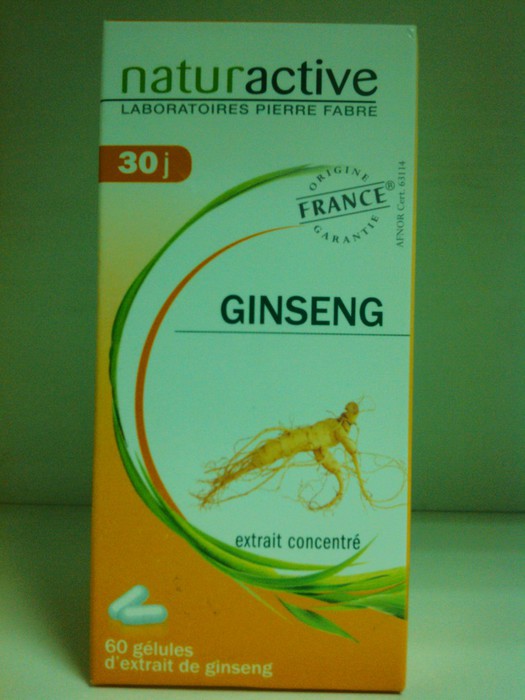 naturactive
LABORATOIRES PIERRE FABRE
30 j
ORIGINE
FRANCE®
GARANTIE
AFNOR Cert. 63114
GINSENG
extrait concentré
60 gélules
d'extrait de ginseng